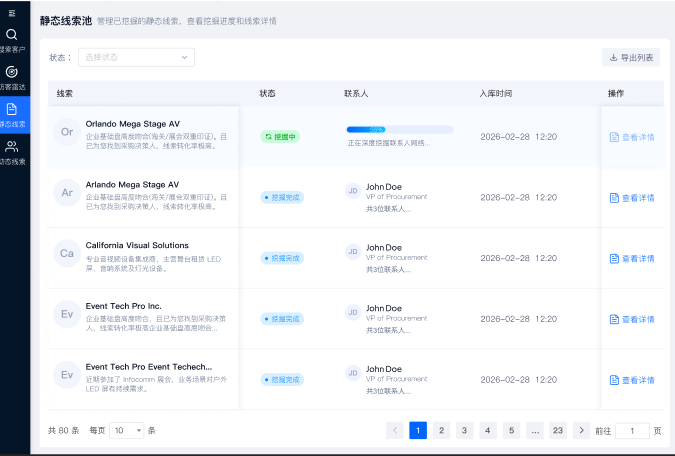 静态线索池 管理已挖掘的静态线索，查看挖掘进度和线索详情
搜索客户
访客雷达
静态线索
动态线索
状态： 选择状态
导出列表
线索 状态 联系人 入库时间 操作
Or
Orlando Mega Stage AV
企业基础盘高度吻合(海关/展会双重印证)。且
已为您找到采购决策人，线索转化率极高。
挖掘中
正在深度挖掘联系人网络...
2026-02-28 12:20
查看详情
Ar
Arlando Mega Stage AV
企业基础盘高度吻合(海关/展会双重印证)。且
已为您找到采购决策人，线索转化率极高。
挖掘完成
JD
John Doe
VP of Procurement
共3位联系人...
2026-02-28 12:20
查看详情
Ca
California Visual Solutions
专业音视频设备集成商，主营舞台租赁 LED
屏、音响系统及灯光设备。
挖掘完成
JD
John Doe
VP of Procurement
共3位联系人...
2026-02-28 12:20
查看详情
Ev
Event Tech Pro Inc.
企业基础盘高度吻合，且已为您找到采购决策
人，线索转化率极高企业基础盘高度吻合...
挖掘完成
JD
John Doe
VP of Procurement
共3位联系人...
2026-02-28 12:20
查看详情
Ev
Event Tech Pro Event Techech...
近期参加了 Infocomm 展会，业务场景对户外
LED 屏有持续需求。
挖掘完成
JD
John Doe
VP of Procurement
共3位联系人...
2026-02-28 12:20
查看详情
共 80 条 每页 10 条
1 2 3 4 5 ... 23 前往 1 页